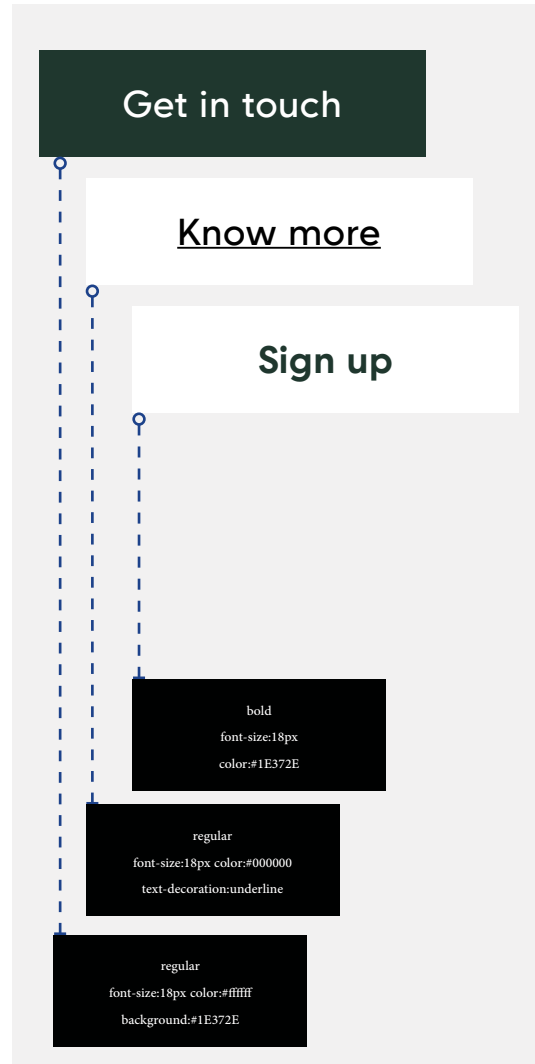 Get in touch
Know more
Sign up
bold
font-size:18px
color:#1E372E
regular
font-size:18px color:#000000
text-decoration:underline
regular
font-size:18px color:#ffffff
background:#1E372E